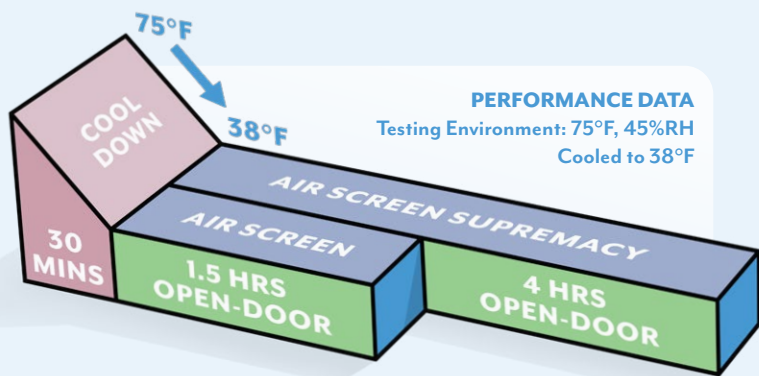 75°F
38°F
COOL
DOWN
PERFORMANCE DATA
Testing Environment: 75°F, 45%RH
Cooled to 38°F
AIR SCREEN SUPREMACY
AIR SCREEN
30
MINS
1.5 HRS
OPEN-DOOR
4 HRS
OPEN-DOOR